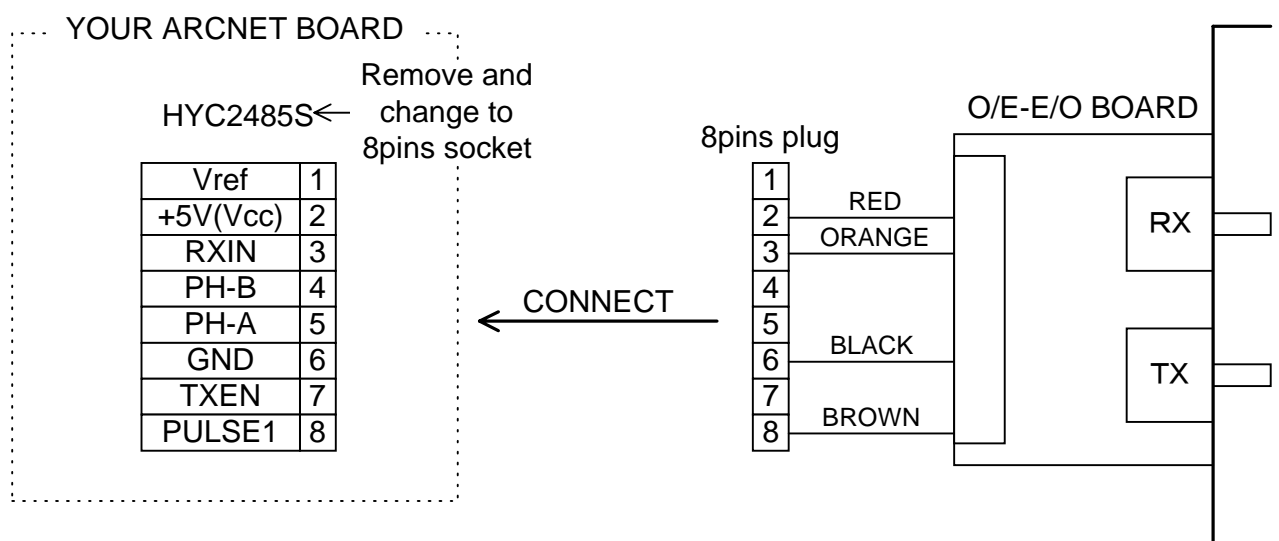 YOUR ARCNET BOARD
Remove and
change to
8pins socket
HYC2485S
Vref 1
+5V(Vcc) 2
RXIN 3
PH-B 4
PH-A 5
GND 6
TXEN 7
PULSE1 8
CONNECT
8pins plug
1
2
3
4
5
6
7
8
RED
ORANGE
BLACK
BROWN
O/E-E/O BOARD
RX
TX